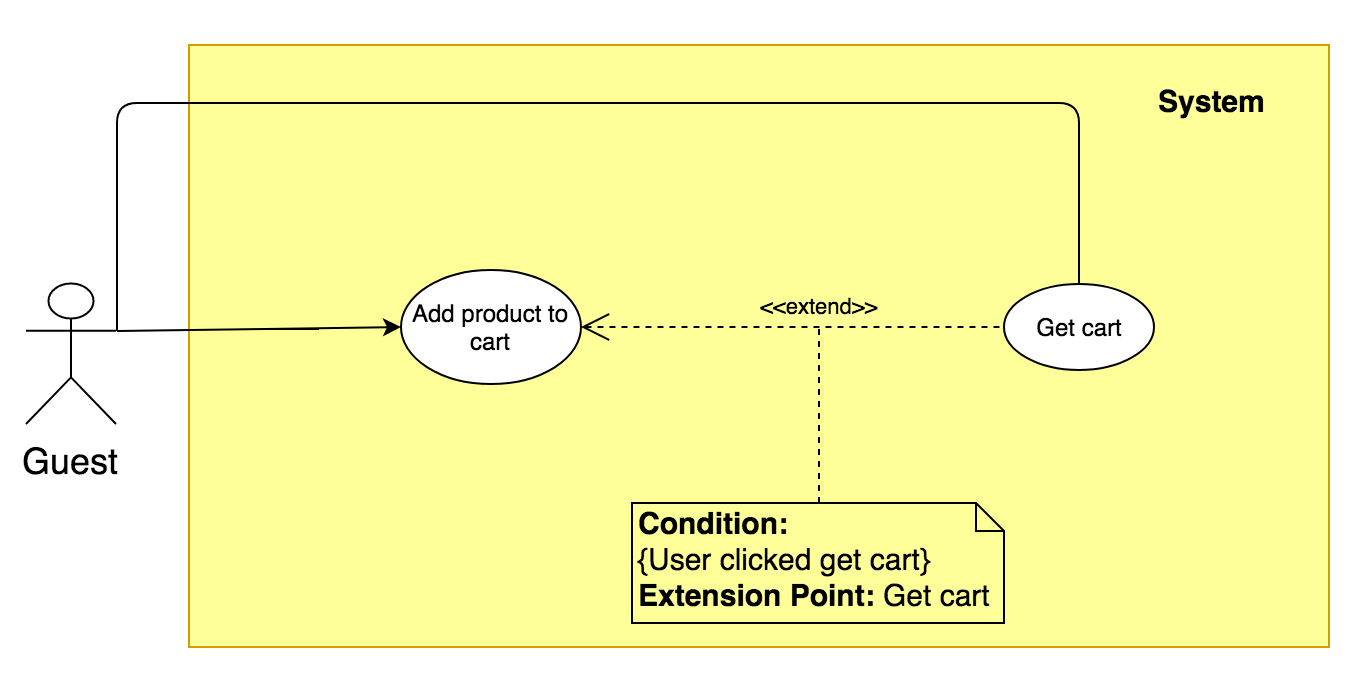 System
Add product to
cart
<<extend>>
Get cart
Guest
Condition:
{User clicked get cart}
Extension Point: Get cart